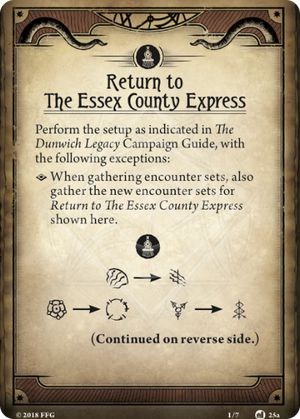 Return to
The Essex County Express
Perform the setup as indicated in The
Dunwich Legacy Campaign Guide, with
the following exceptions:
When gathering encounter sets, also
gather the new encounter sets for
Return to The Essex County Express
shown here.
(Continued on reverse side.)
© 2018 FFG 1/7 25a